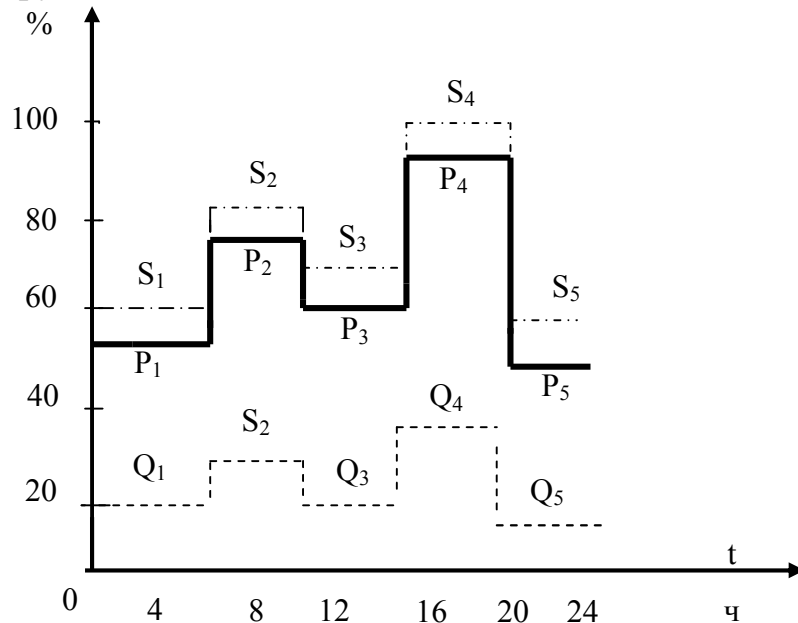 %
S₄
100
P₄
S₂
80
P₂
S₃
S₁
S₅
60
P₃
P₁
P₅
40
Q₄
S₂
Q₁
Q₃
20
Q₅
t
0 4 8 12 16 20 24 ч